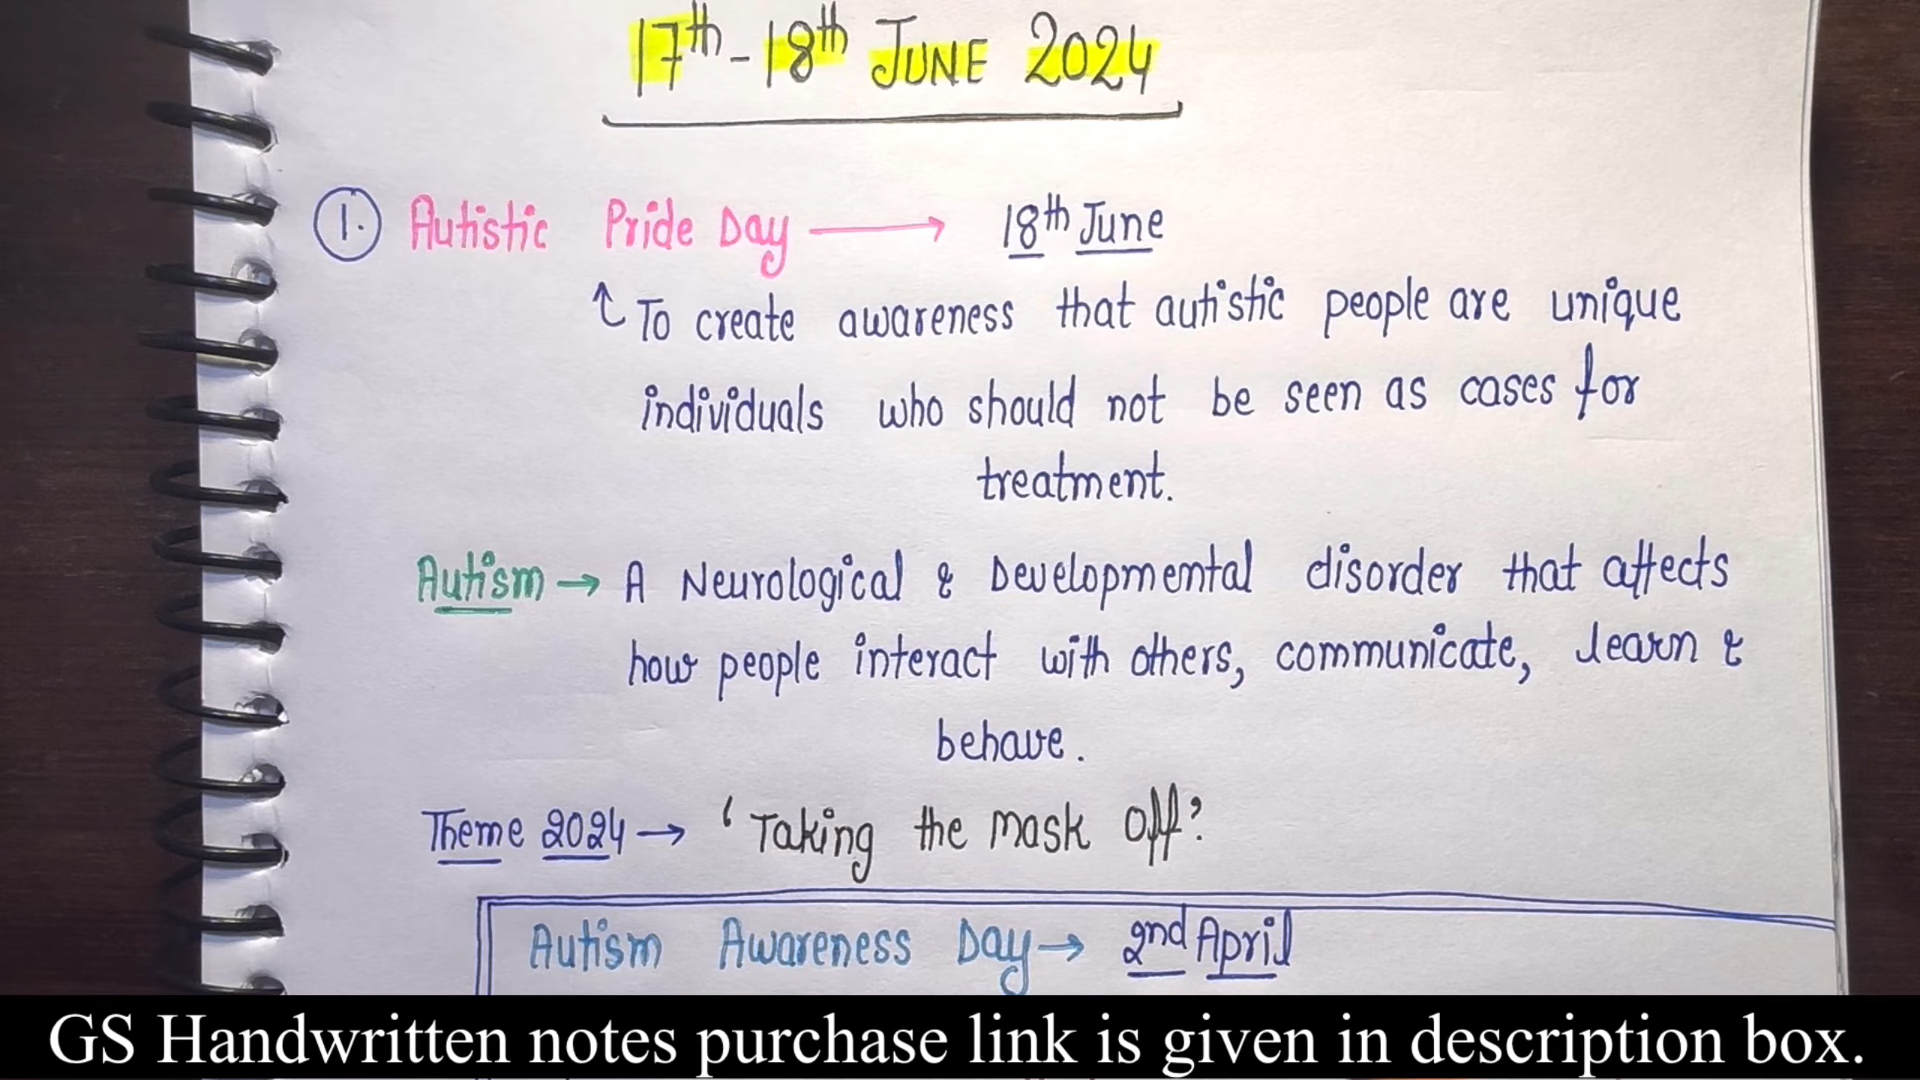 17th - 18th JUNE 2024
1. Autistic Pride Day → 18th June
↑ To create awareness that autistic people are unique
individuals who should not be seen as cases for
treatment.
Autism → A Neurological & Developmental disorder that affects
how people interact with others, communicate, learn &
behave.
Theme 2024 → 'Taking the mask off'
Autism Awareness Day → 2nd April
GS Handwritten notes purchase link is given in description box.